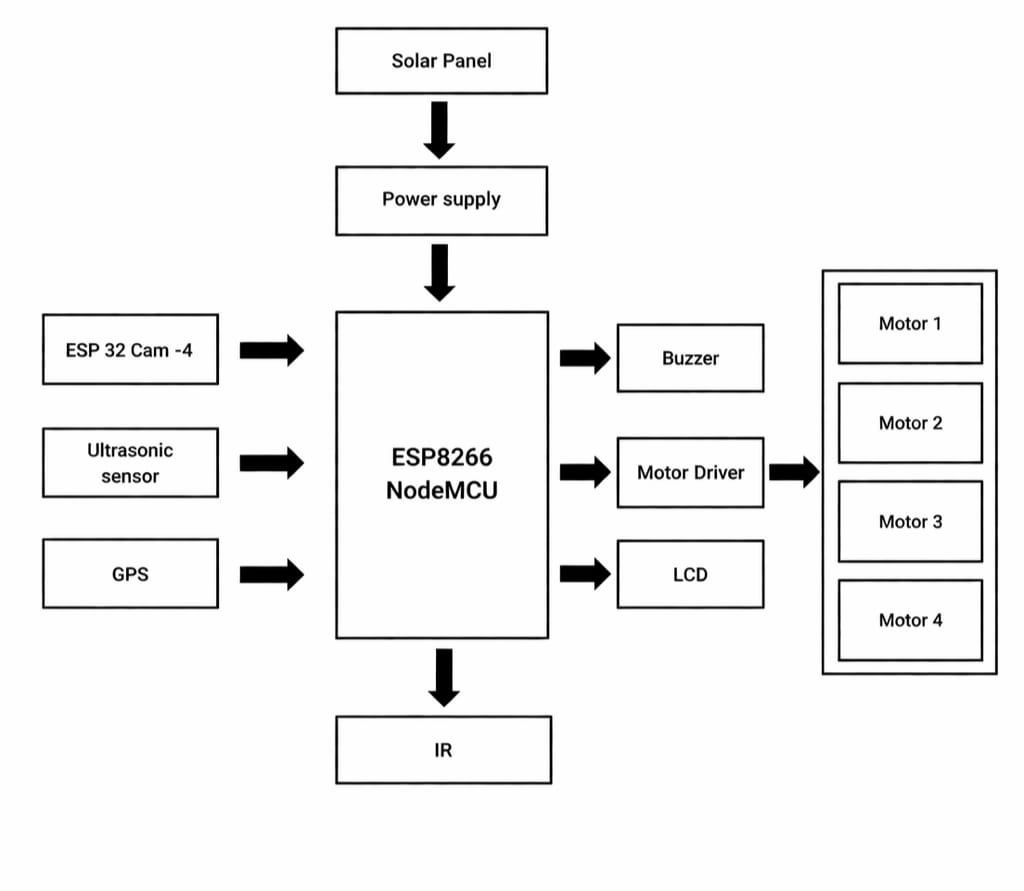 Solar Panel
Power supply
ESP 32 Cam -4
Ultrasonic
sensor
GPS
ESP8266
NodeMCU
Buzzer
Motor Driver
LCD
Motor 1
Motor 2
Motor 3
Motor 4
IR